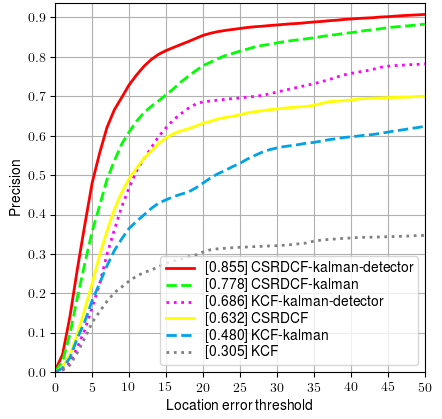 0.9
0.8
0.7
0.6
0.5
0.4
0.3
0.2
0.1
0.0
Precision
[0.855] CSRDCF-kalman-detector
[0.778] CSRDCF-kalman
[0.686] KCF-kalman-detector
[0.632] CSRDCF
[0.480] KCF-kalman
[0.305] KCF
0 5 10 15 20 25 30 35 40 45 50
Location error threshold